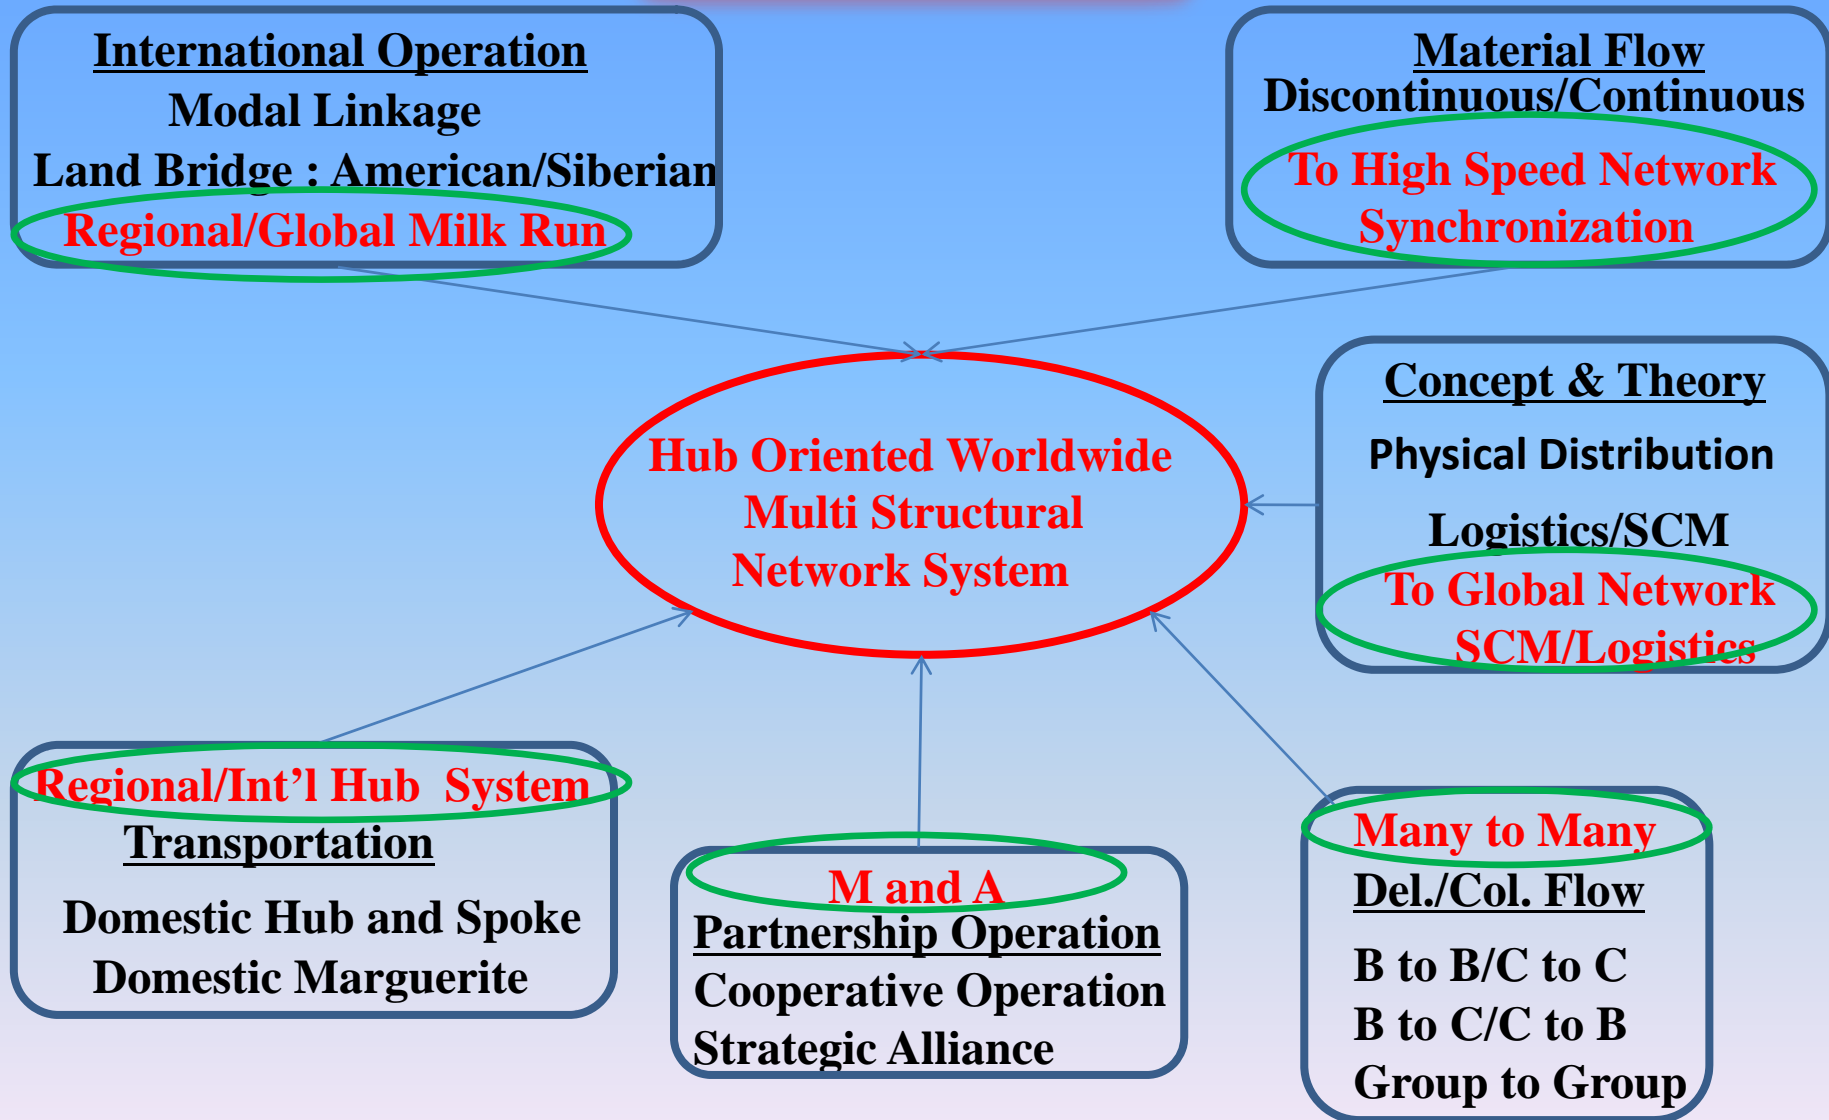 International Operation
Modal Linkage
Land Bridge : American/Siberian
Regional/Global Milk Run
Material Flow
Discontinuous/Continuous
To High Speed Network
Synchronization
Concept & Theory
Physical Distribution
Logistics/SCM
To Global Network
SCM/Logistics
Hub Oriented Worldwide
Multi Structural
Network System
Regional/Int’l Hub System
Transportation
Domestic Hub and Spoke
Domestic Marguerite
M and A
Partnership Operation
Cooperative Operation
Strategic Alliance
Many to Many
Del./Col. Flow
B to B/C to C
B to C/C to B
Group to Group